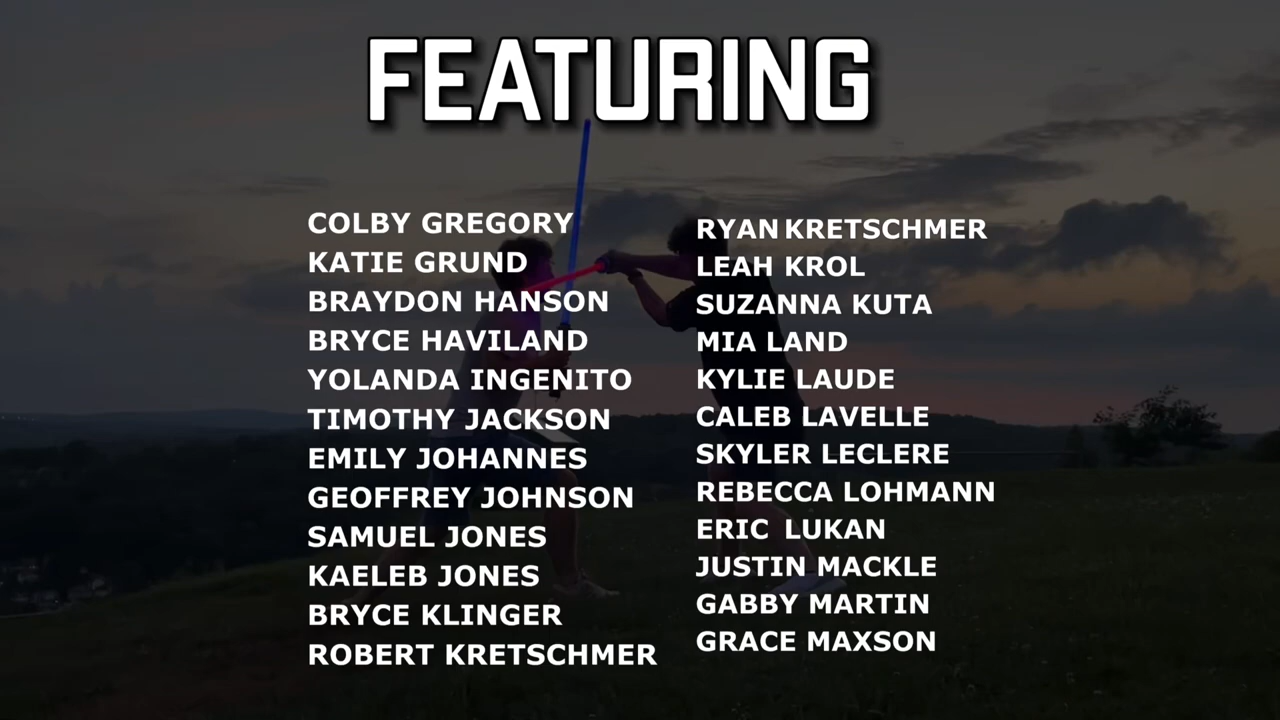 FEATURING
COLBY GREGORY
KATIE GRUND
BRAYDON HANSON
BRYCE HAVILAND
YOLANDA INGENITO
TIMOTHY JACKSON
EMILY JOHANNES
GEOFFREY JOHNSON
SAMUEL JONES
KAELEB JONES
BRYCE KLINGER
ROBERT KRETSCHMER
RYAN KRETSCHMER
LEAH KROL
SUZANNA KUTA
MIA LAND
KYLIE LAUDE
CALEB LAVELLE
SKYLER LECLERE
REBECCA LOHMANN
ERIC LUKAN
JUSTIN MACKLE
GABBY MARTIN
GRACE MAXSON